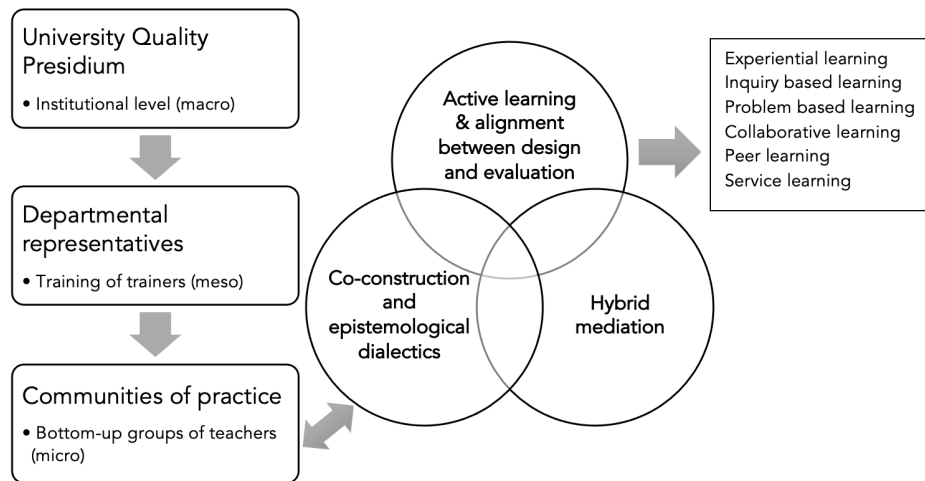 University Quality
Presidium
• Institutional level (macro)
Departmental
representatives
• Training of trainers (meso)
Communities of practice
• Bottom-up groups of teachers
(micro)
Active learning
& alignment
between design
and evaluation
Co-construction
and
epistemological
dialectics
Hybrid
mediation
Experiential learning
Inquiry based learning
Problem based learning
Collaborative learning
Peer learning
Service learning